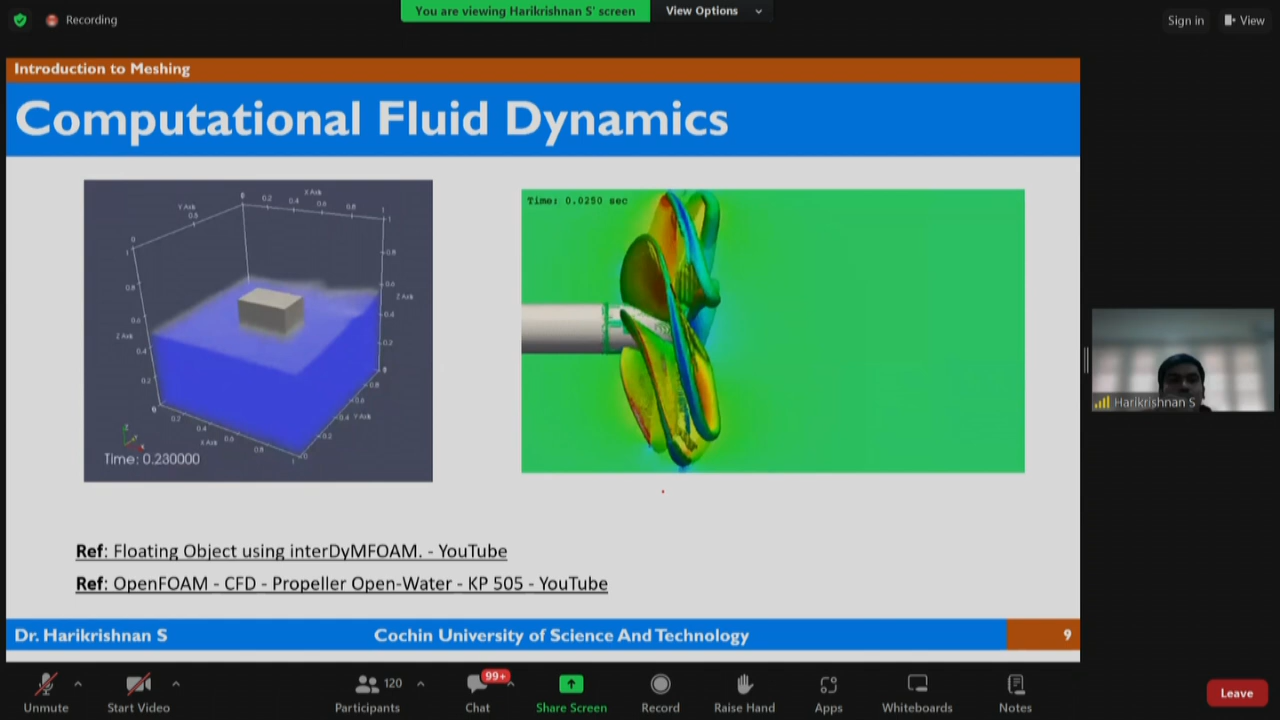 Recording
You are viewing Harikrishnan S' screen
View Options
Sign in
View
Introduction to Meshing
Computational Fluid Dynamics
X Axis
Y Axis
Z Axis
Time: 0.230000
Time: 0.0250 sec
Harikrishnan S
Ref: Floating Object using interDyMFOAM. - YouTube
Ref: OpenFOAM - CFD - Propeller Open-Water - KP 505 - YouTube
Dr. Harikrishnan S
Cochin University of Science And Technology
9
Unmute
Start Video
120
Participants
99+
Chat
Share Screen
Record
Raise Hand
Apps
Whiteboards
Notes
Leave